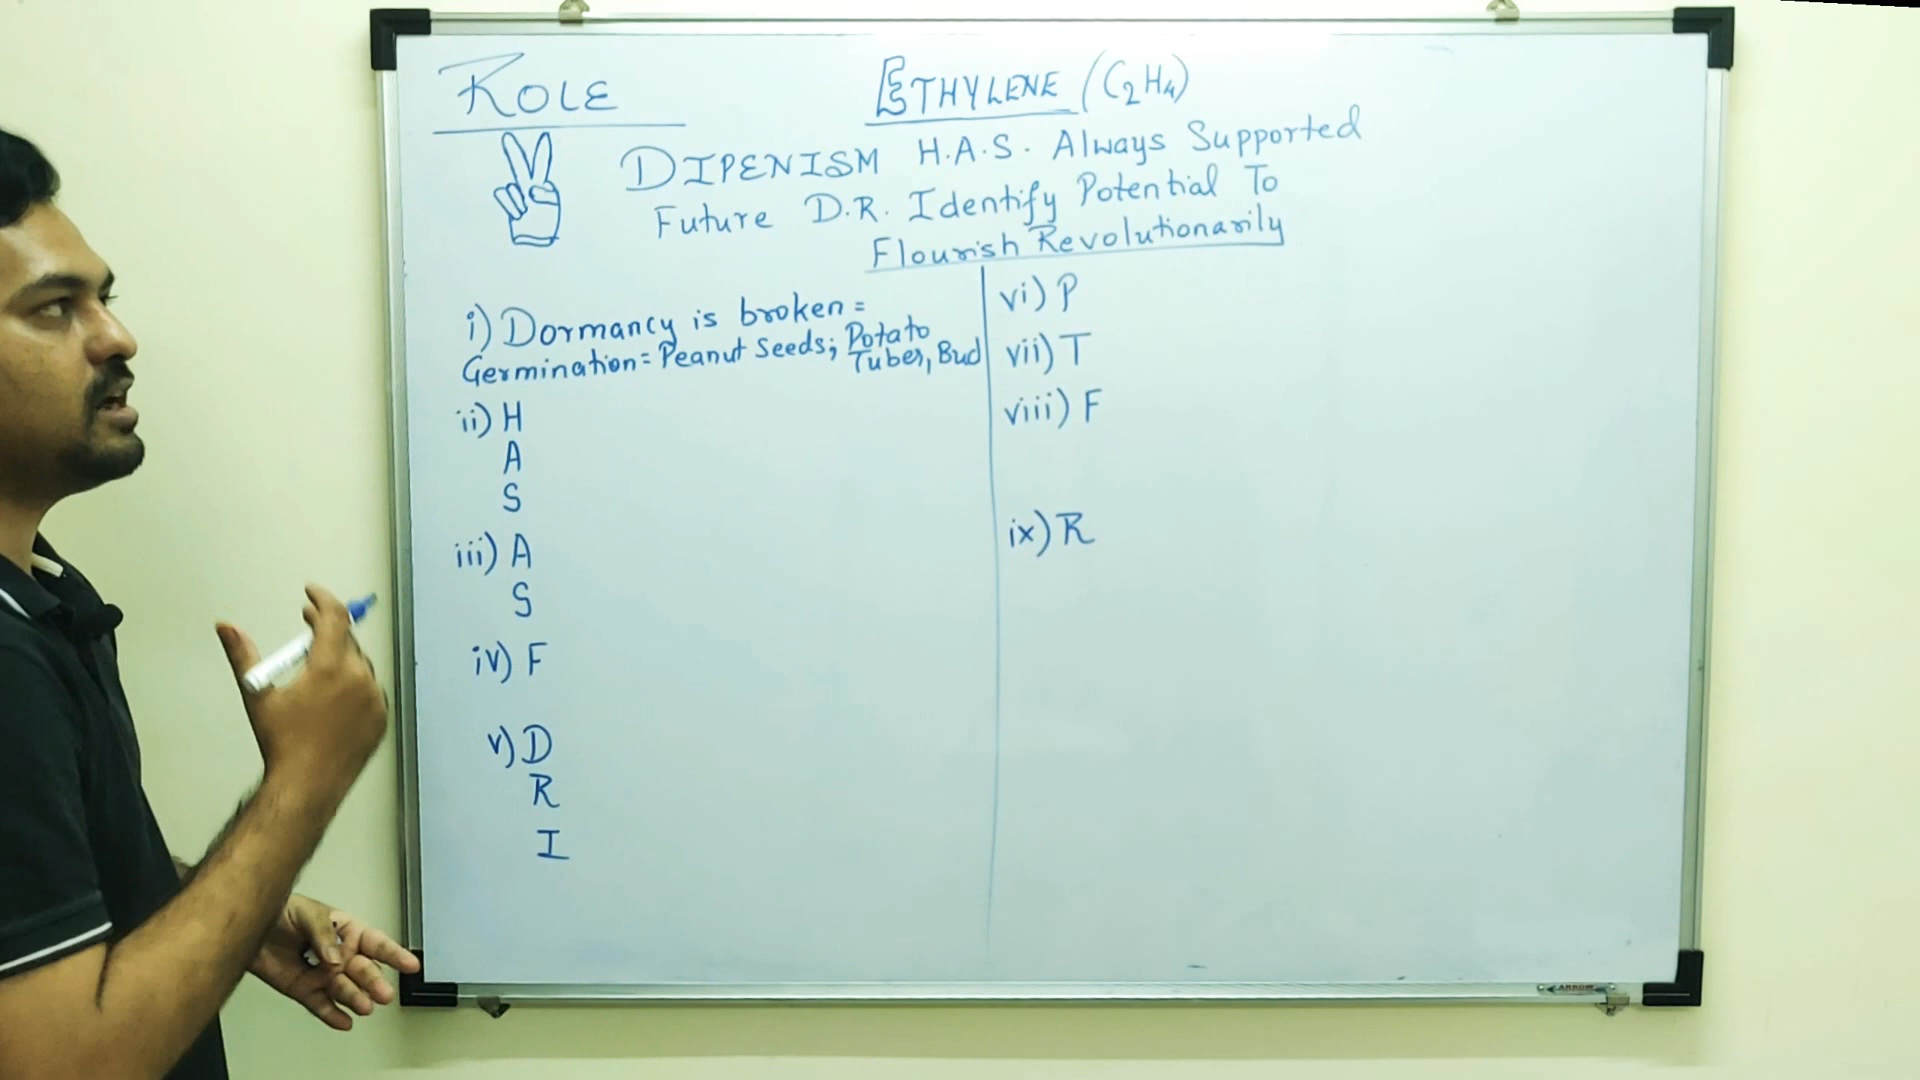 ROLE
ETHYLENE (C₂H₄)
DIPENISM H.A.S. Always Supported
Future D.R. Identify Potential To
Flourish Revolutionarily
i) Dormancy is broken =
Germination = Peanut Seeds; Potato Tuber, Bud
ii) H
A
S
iii) A
S
iv) F
v) D
R
I
vi) P
vii) T
viii) F
ix) R